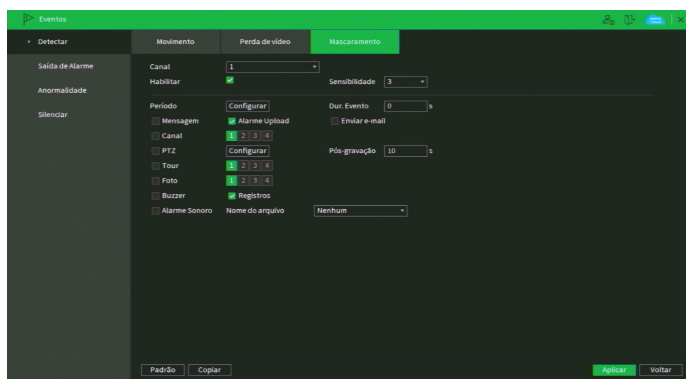 Eventos
Detectar
Saída de Alarme
Anormalidade
Silenciar
Movimento Perda de vídeo Mascaramento
Canal 1
Habilitar Sensibilidade 3
Período Configurar Dur. Evento 0 s
Mensagem Alarme Upload Enviar e-mail
Canal 1 2 3 4
PTZ Configurar Pós-gravação 10 s
Tour 1 2 3 4
Foto 1 2 3 4
Buzzer Registros
Alarme Sonoro Nome do arquivo Nenhum
Padrão Copiar Aplicar Voltar